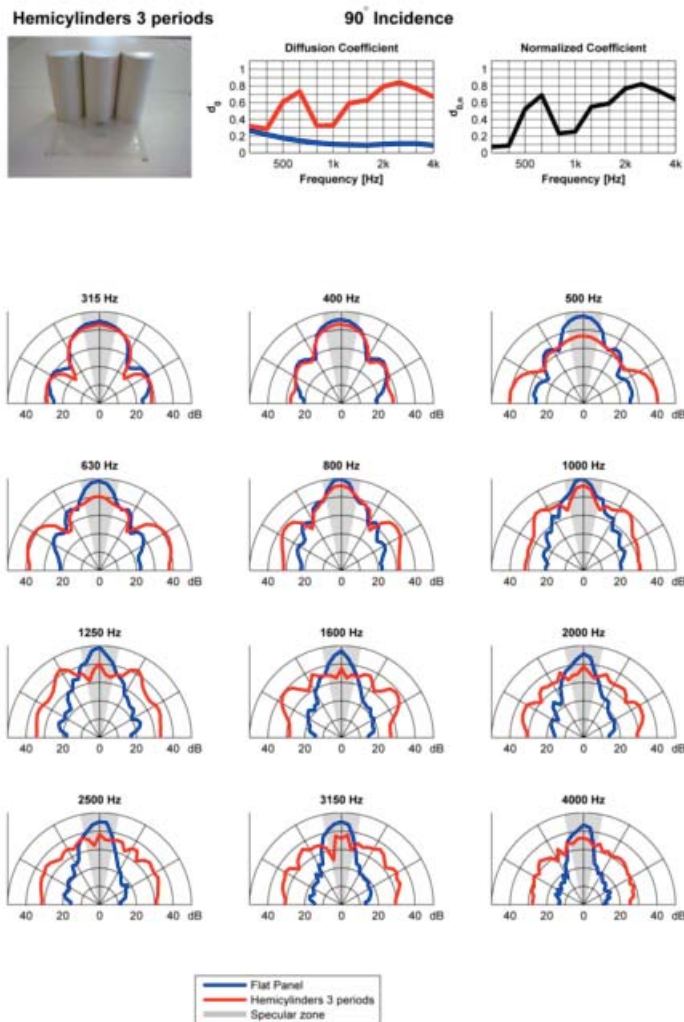 Hemicylinders 3 periods
90° Incidence
Diffusion Coefficient
Normalized Coefficient
1
0.8
0.6
0.4
0.2
0
500 1k 2k 4k
Frequency [Hz]
1
0.8
0.6
0.4
0.2
0
500 1k 2k 4k
Frequency [Hz]
315 Hz
400 Hz
500 Hz
40 20 0 20 40 dB
40 20 0 20 40 dB
40 20 0 20 40 dB
630 Hz
800 Hz
1000 Hz
40 20 0 20 40 dB
40 20 0 20 40 dB
40 20 0 20 40 dB
1250 Hz
1600 Hz
2000 Hz
40 20 0 20 40 dB
40 20 0 20 40 dB
40 20 0 20 40 dB
2500 Hz
3150 Hz
4000 Hz
40 20 0 20 40 dB
40 20 0 20 40 dB
40 20 0 20 40 dB
Flat Panel
Hemicylinders 3 periods
Specular zone